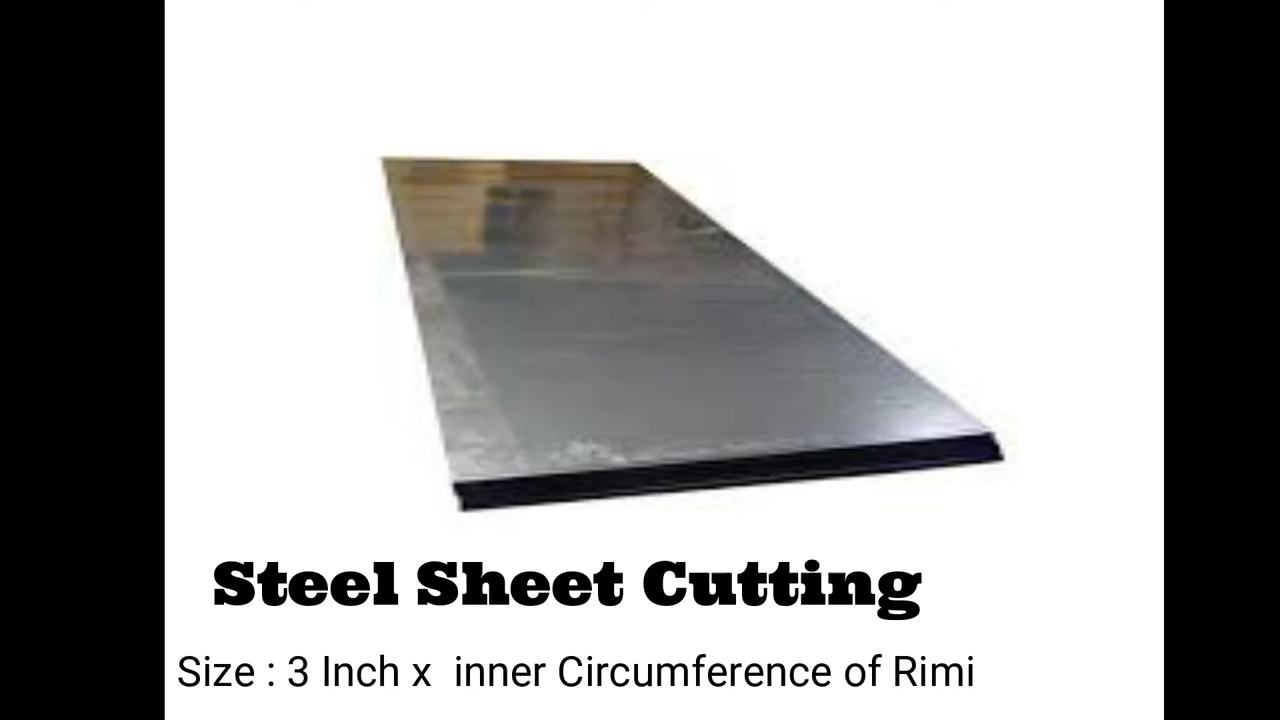 Steel Sheet Cutting
Size : 3 Inch x  inner Circumference of Rimi